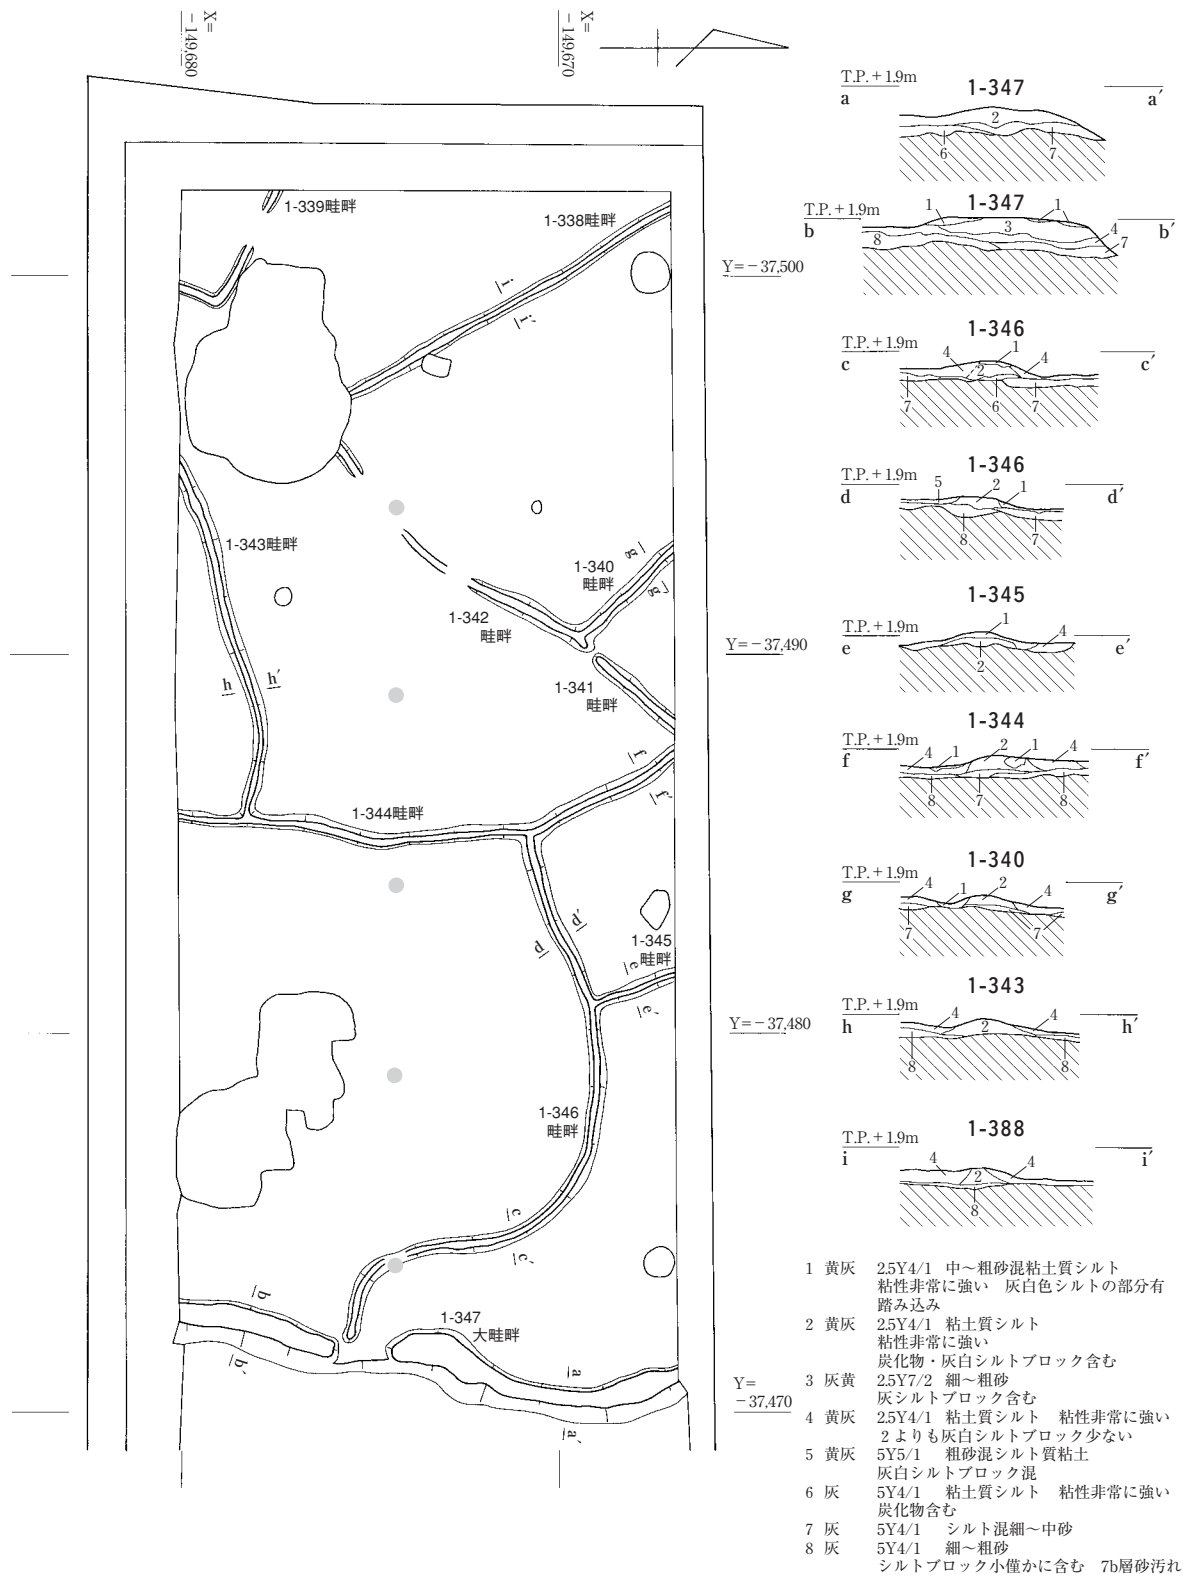 X=
−149,680
X=
−149,670
1-339畦畔
1-338畦畔
i
i′
Y=−37,500
1-343畦畔
1-340
畦畔
g
g′
1-342
畦畔
1-341
畦畔
Y=−37,490
h
h′
f
f′
1-344畦畔
d
d′
1-345
畦畔
e
e′
Y=−37,480
1-346
畦畔
c
c′
b
b′
1-347
大畦畔
a
a′
Y=
−37,470
T.P.+1.9m
1-347
a
a′
2
6
7
T.P.+1.9m
1-347
b
b′
1
1
3
4
8
7
T.P.+1.9m
1-346
c
c′
4
1
4
2
7
6
7
T.P.+1.9m
1-346
d
d′
5
2
1
8
7
T.P.+1.9m
1-345
e
e′
1
4
2
T.P.+1.9m
1-344
f
f′
4
1
2
1
4
8
7
8
T.P.+1.9m
1-340
g
g′
4
1
2
4
7
7
T.P.+1.9m
1-343
h
h′
4
4
2
8
8
T.P.+1.9m
1-388
i
i′
4
4
2
8
1 黄灰 2.5Y4/1 中～粗砂混粘土質シルト
粘性非常に強い 灰白色シルトの部分有
踏み込み
2 黄灰 2.5Y4/1 粘土質シルト
粘性非常に強い
炭化物・灰白シルトブロック含む
3 灰黄 2.5Y7/2 細～粗砂
灰シルトブロック含む
4 黄灰 2.5Y4/1 粘土質シルト 粘性非常に強い
2よりも灰白シルトブロック少ない
5 黄灰 5Y5/1 粗砂混シルト質粘土
灰白シルトブロック混
6 灰 5Y4/1 粘土質シルト 粘性非常に強い
炭化物含む
7 灰 5Y4/1 シルト混細～中砂
8 灰 5Y4/1 細～粗砂
シルトブロック小僅かに含む 7b層砂汚れ